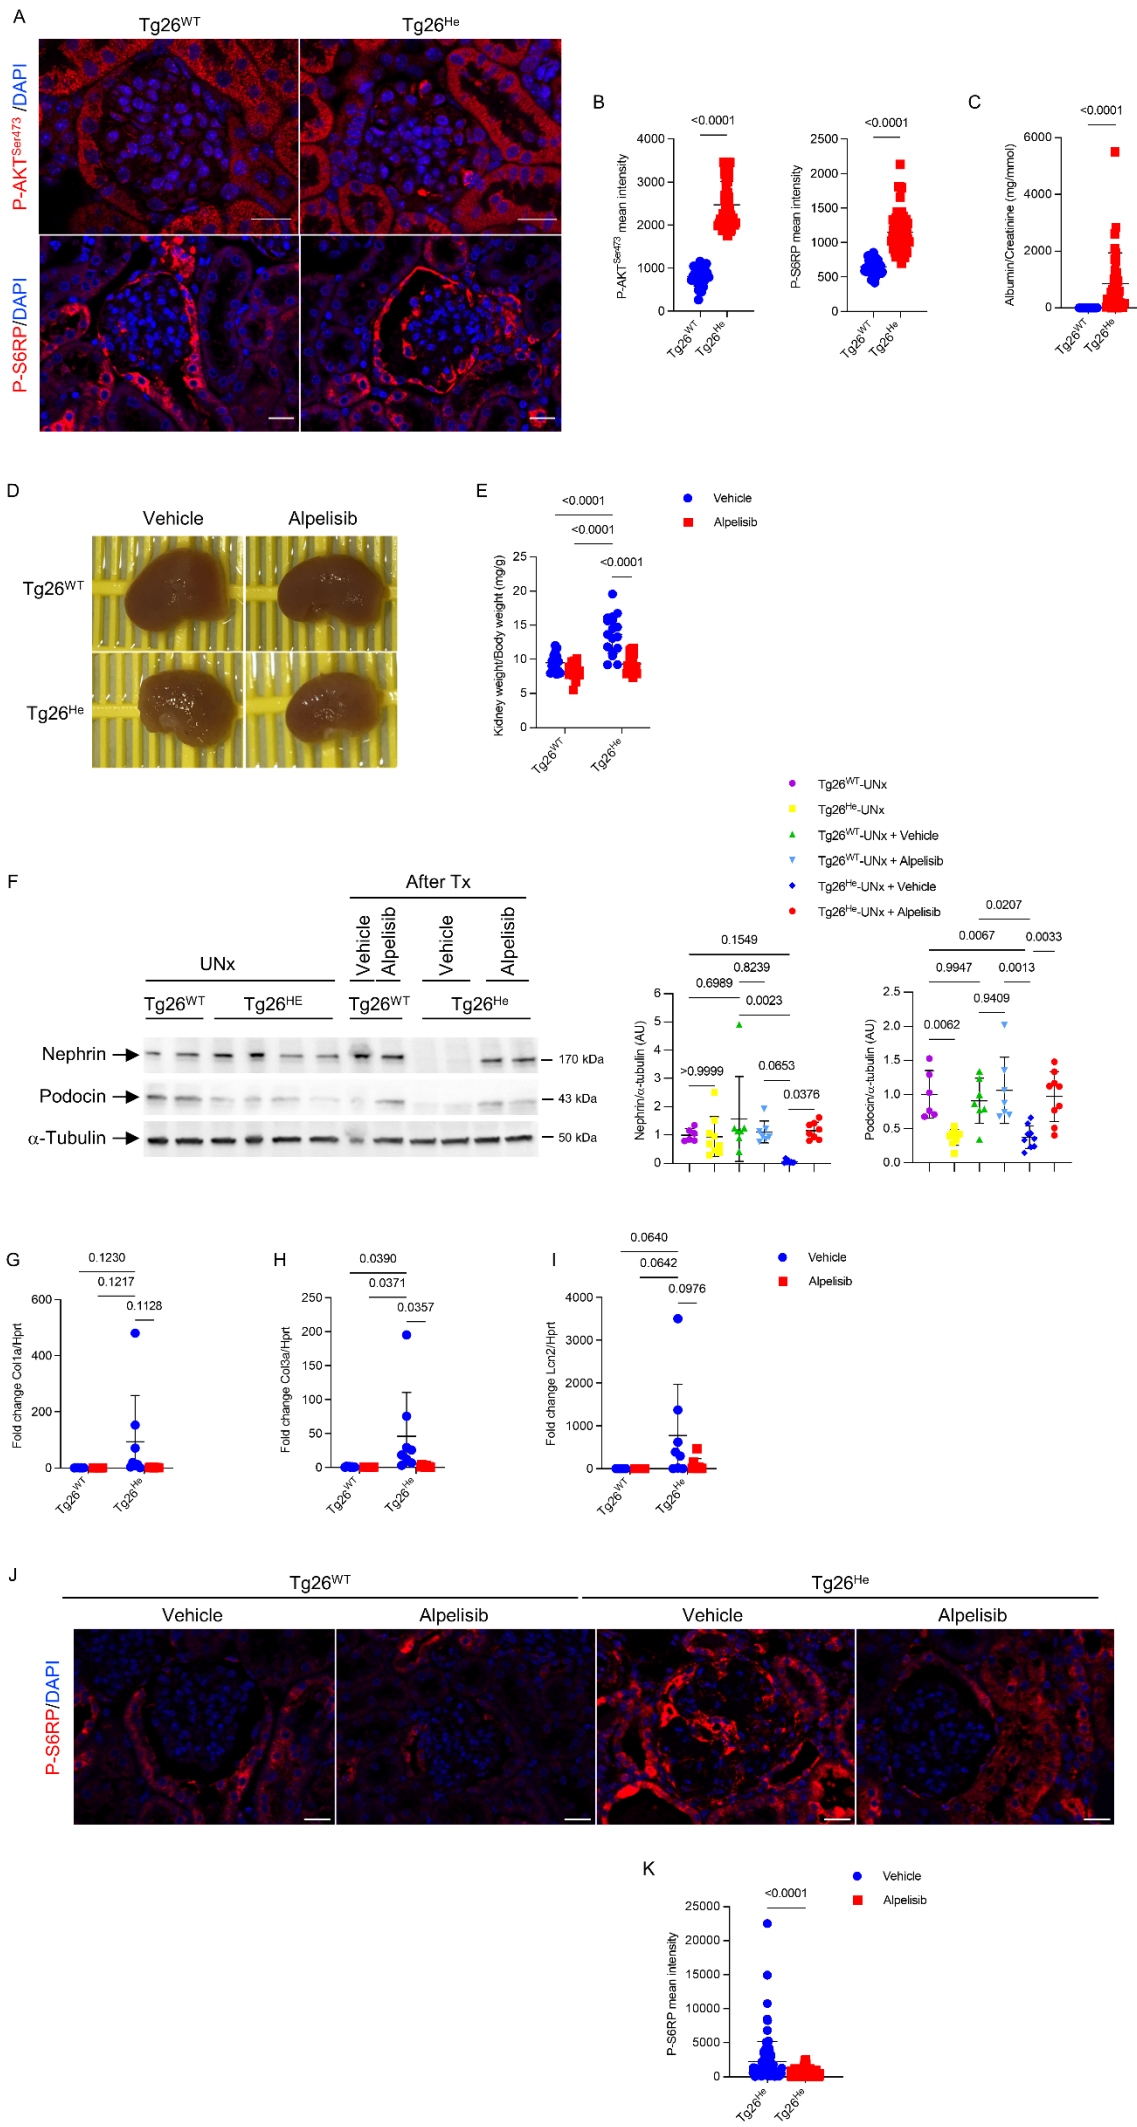 A
Tg26WT
Tg26He
P-AKTSer473 /DAPI
P-S6RP/DAPI
B
<0.0001
P-AKTSer473 mean intensity
4000
3000
2000
1000
0
Tg26WT
Tg26He
<0.0001
P-S6RP mean intensity
2500
2000
1500
1000
500
0
Tg26WT
Tg26He
C
<0.0001
Albumin/Creatinine (mg/mmol)
6000
4000
2000
0
Tg26WT
Tg26He
D
Vehicle
Alpelisib
Tg26WT
Tg26He
E
<0.0001
<0.0001
<0.0001
Vehicle
Alpelisib
Kidney weight/Body weight (mg/g)
25
20
15
10
5
0
Tg26WT
Tg26He
F
After Tx
UNx
Vehicle
Alpelisib
Vehicle
Alpelisib
Tg26WT
Tg26HE
Tg26WT
Tg26He
Nephrin
170 kDa
Podocin
43 kDa
α-Tubulin
50 kDa
Tg26WT-UNx
Tg26He-UNx
Tg26WT-UNx + Vehicle
Tg26WT-UNx + Alpelisib
Tg26He-UNx + Vehicle
Tg26He-UNx + Alpelisib
0.1549
0.8239
0.6989
0.0023
>0.9999
0.0653
0.0376
Nephrin/α-tubulin (AU)
6
5
4
3
2
1
0
0.0207
0.0067
0.0033
0.9947
0.0013
0.9409
0.0062
Podocin/α-tubulin (AU)
2.5
2.0
1.5
1.0
0.5
0.0
G
0.1230
0.1217
0.1128
Fold change Col1a/Hprt
600
400
200
0
Tg26WT
Tg26He
H
0.0390
0.0371
0.0357
Fold change Col3a/Hprt
250
200
150
100
50
0
Tg26WT
Tg26He
I
0.0640
0.0642
0.0976
Vehicle
Alpelisib
Fold change Lcn2/Hprt
4000
3000
2000
1000
0
Tg26WT
Tg26He
J
Tg26WT
Tg26He
Vehicle
Alpelisib
Vehicle
Alpelisib
P-S6RP/DAPI
K
<0.0001
Vehicle
Alpelisib
P-S6RP mean intensity
25000
20000
15000
10000
5000
0
Tg26He
Tg26He